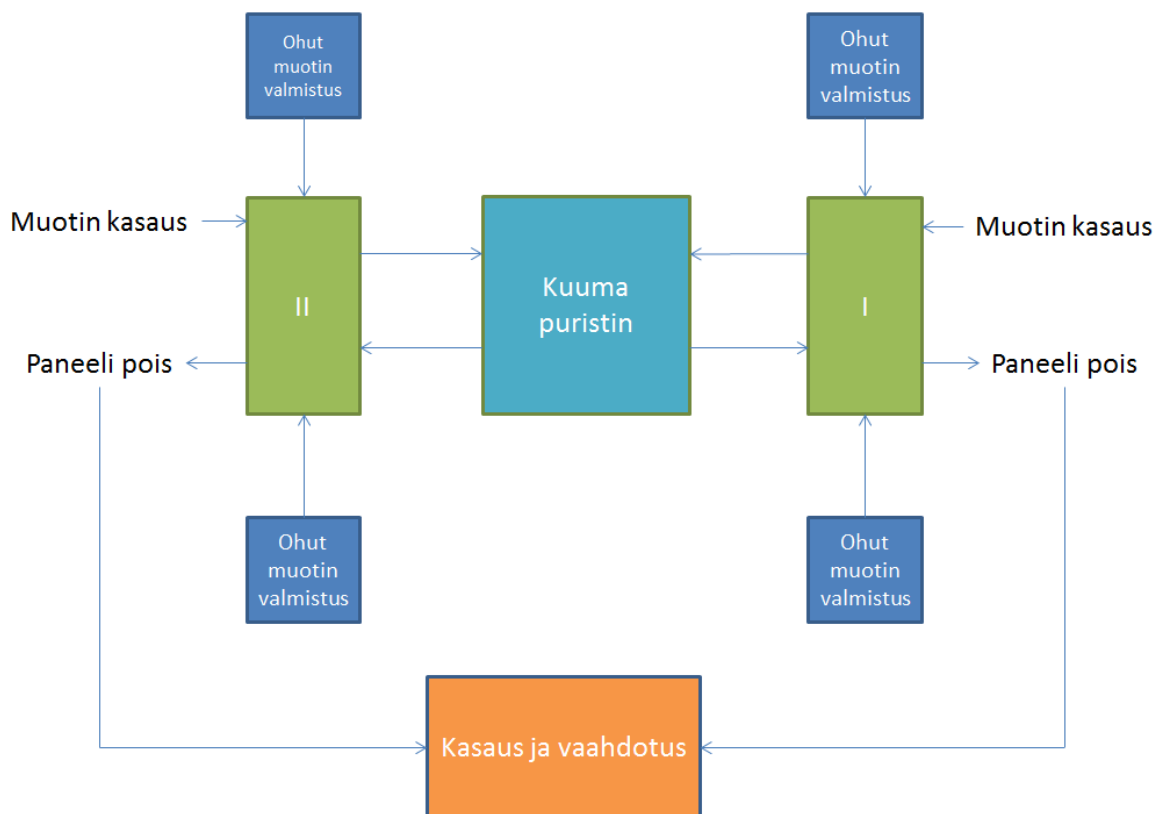 Ohut
muotin
valmistus
Ohut
muotin
valmistus
Muotin kasaus
Muotin kasaus
II
Kuuma
puristin
I
Paneeli pois
Paneeli pois
Ohut
muotin
valmistus
Ohut
muotin
valmistus
Kasaus ja vaahdotus